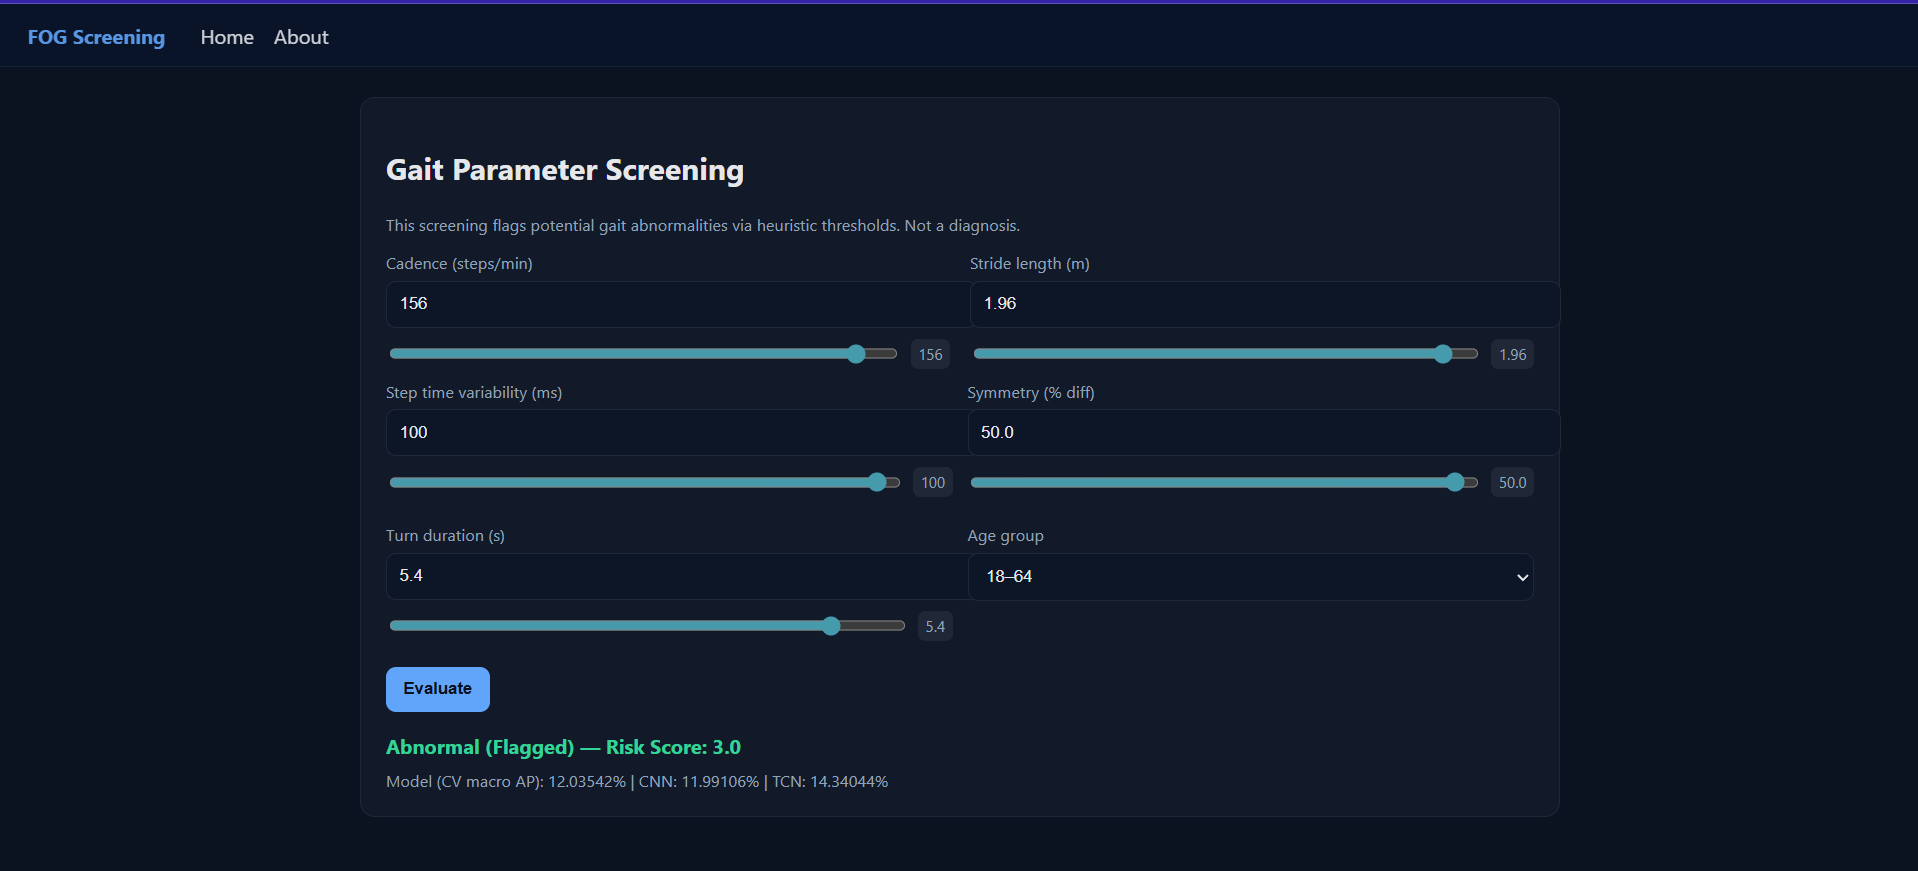 FOG Screening Home About
Gait Parameter Screening
This screening flags potential gait abnormalities via heuristic thresholds. Not a diagnosis.
Cadence (steps/min) Stride length (m)
156 1.96
156 1.96
Step time variability (ms) Symmetry (% diff)
100 50.0
100 50.0
Turn duration (s) Age group
5.4 18–64
5.4
Evaluate
Abnormal (Flagged) — Risk Score: 3.0
Model (CV macro AP): 12.03542% | CNN: 11.99106% | TCN: 14.34044%